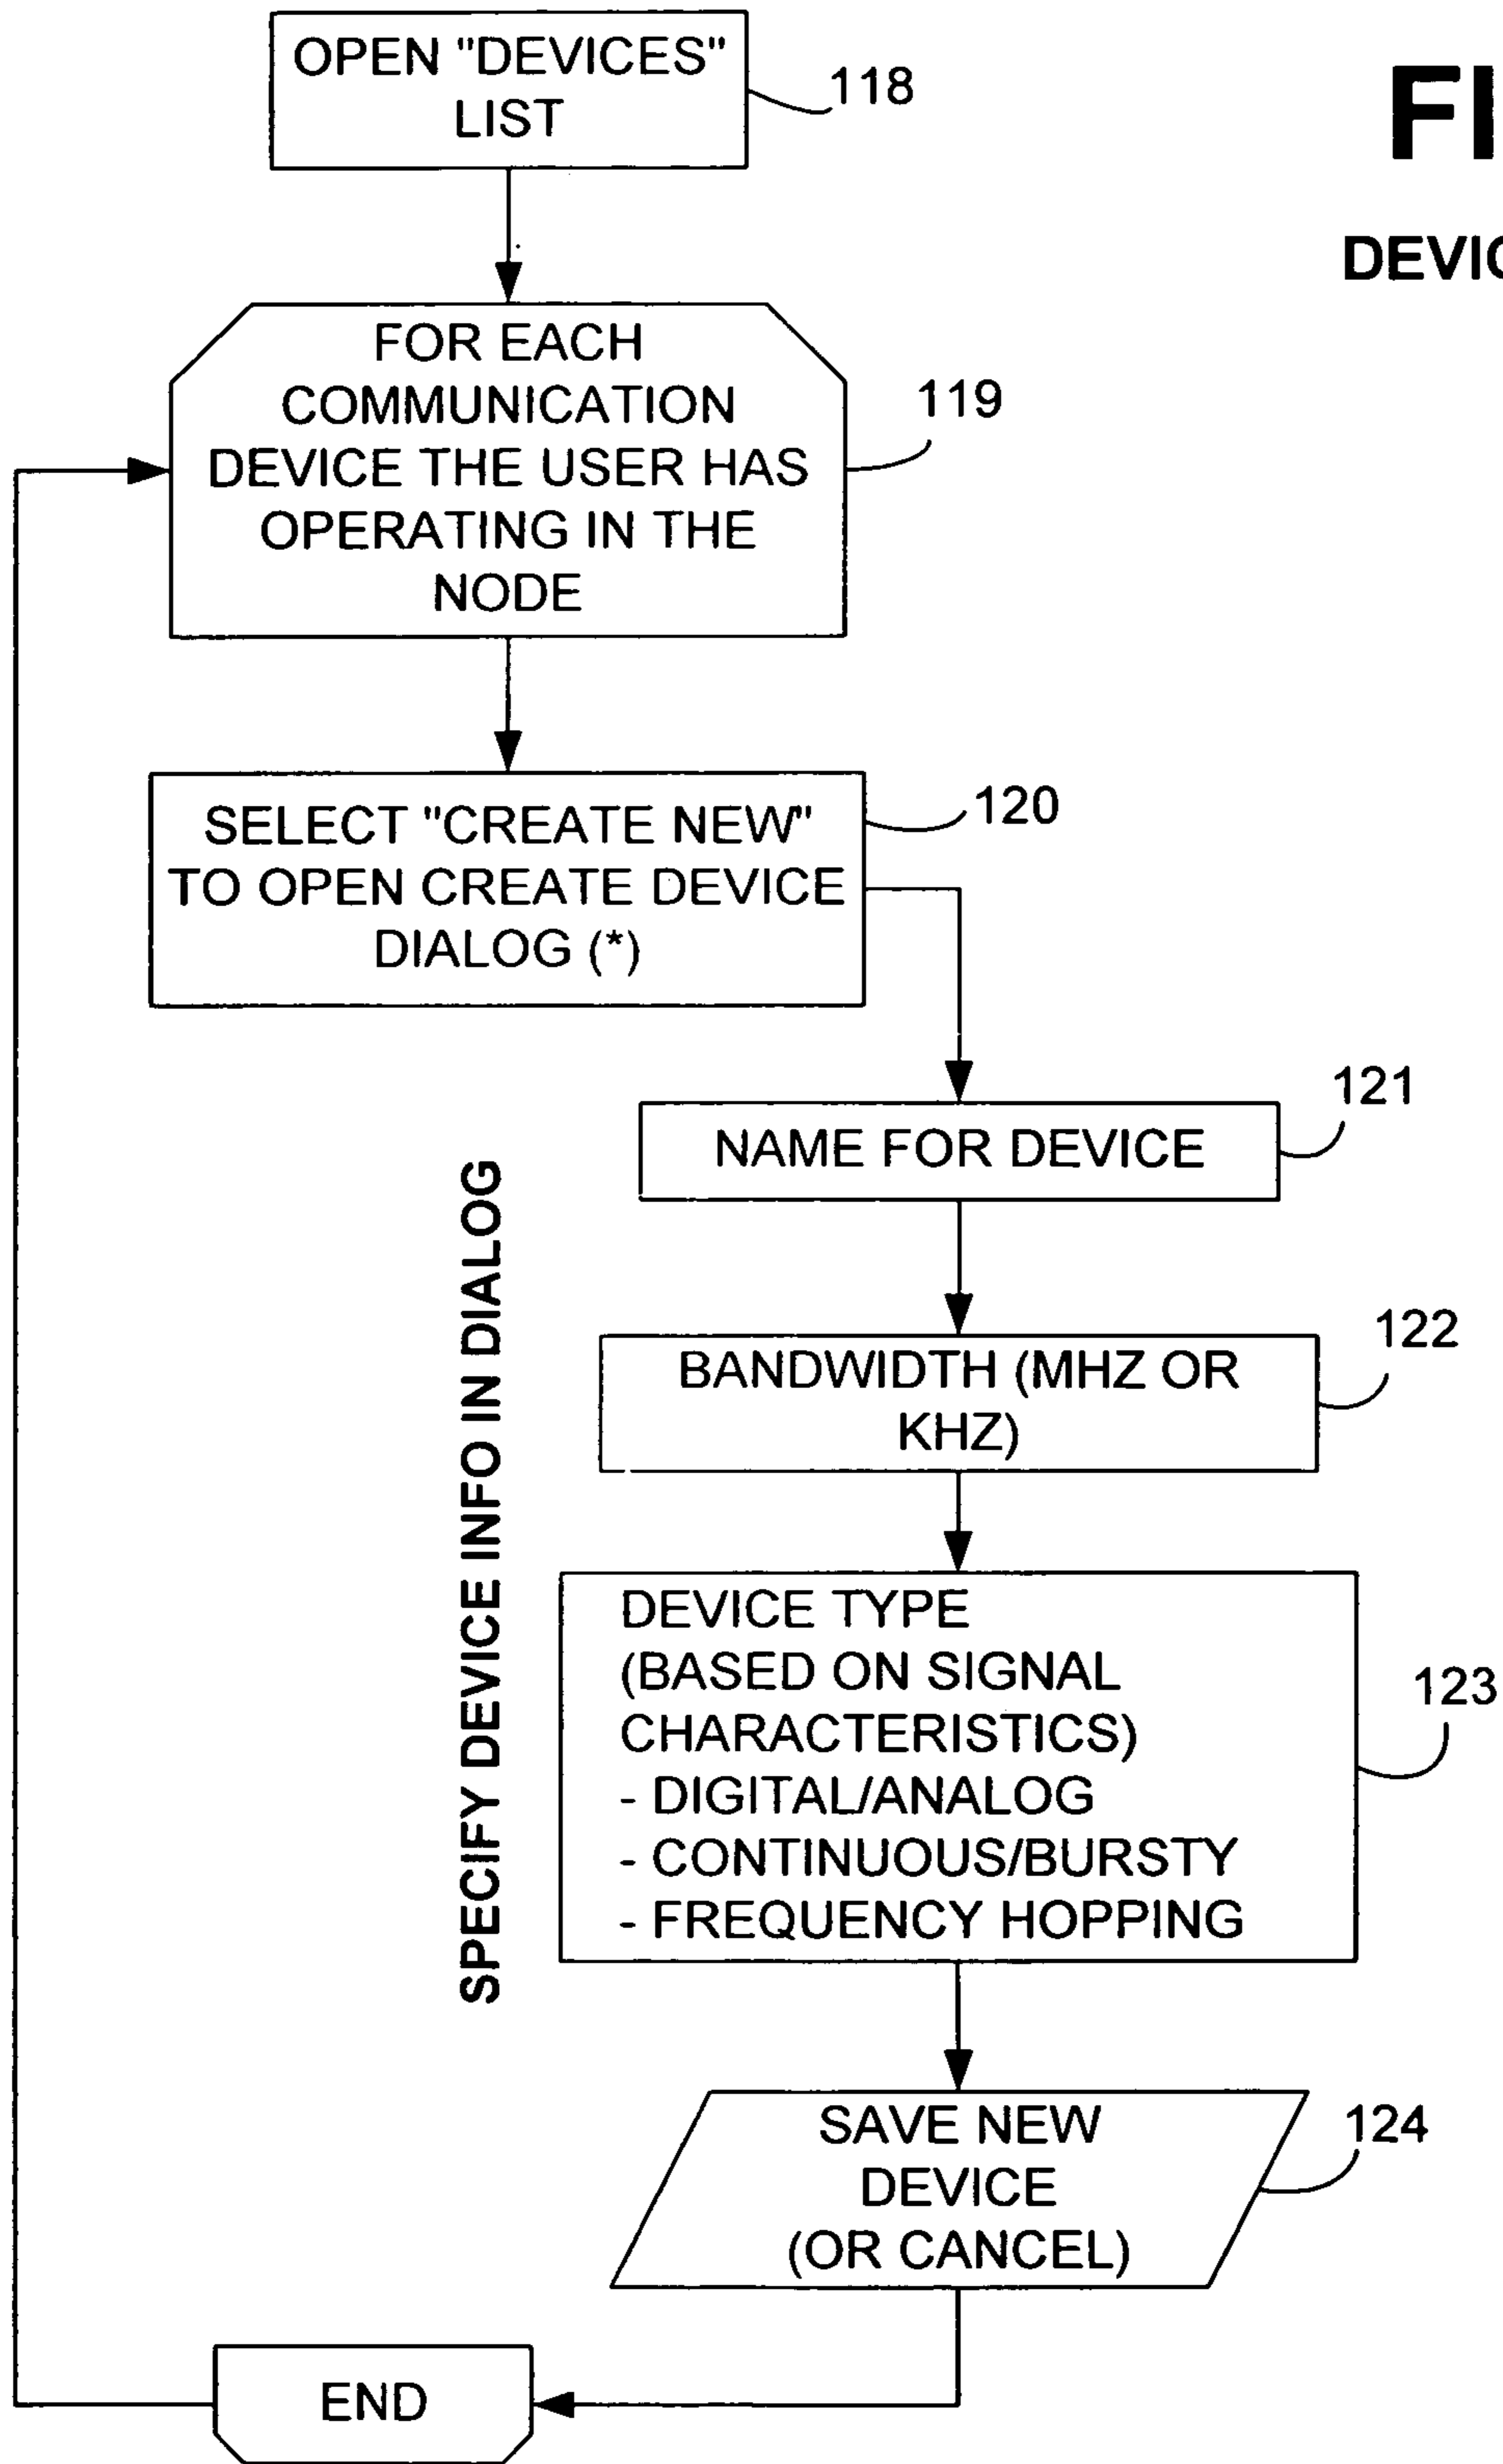 OPEN "DEVICES"
LIST
118
FI
DEVIC
FOR EACH
COMMUNICATION
DEVICE THE USER HAS
OPERATING IN THE
NODE
119
SELECT "CREATE NEW"
TO OPEN CREATE DEVICE
DIALOG (*)
120
NAME FOR DEVICE
121
SPECIFY DEVICE INFO IN DIALOG
BANDWIDTH (MHZ OR
KHZ)
122
DEVICE TYPE
(BASED ON SIGNAL
CHARACTERISTICS)
- DIGITAL/ANALOG
- CONTINUOUS/BURSTY
- FREQUENCY HOPPING
123
SAVE NEW
DEVICE
(OR CANCEL)
124
END